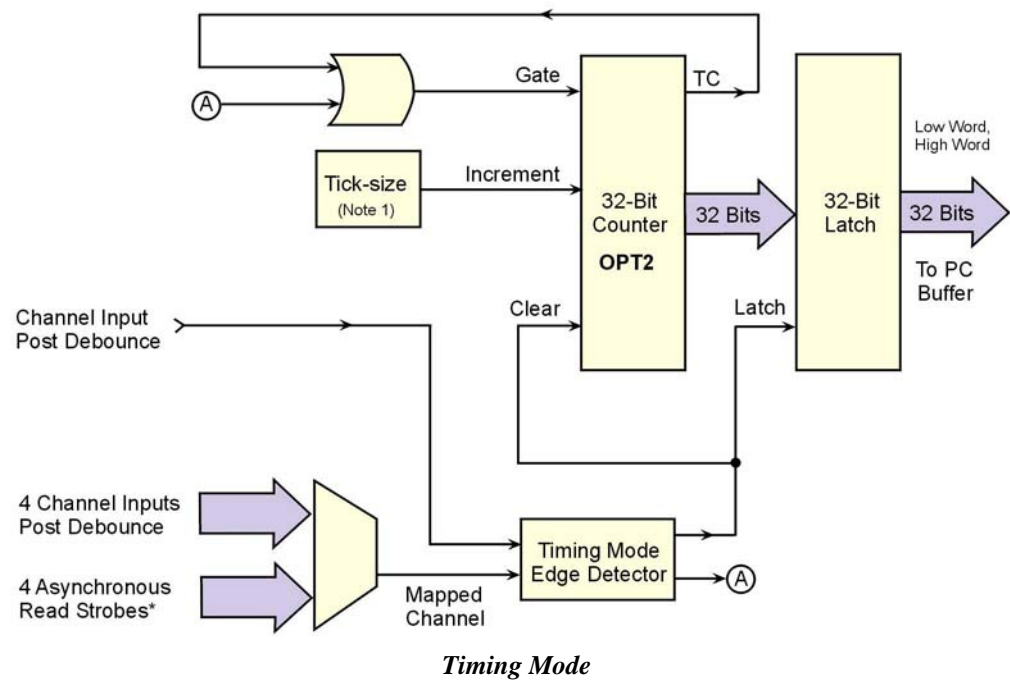 Gate
TC
A
Low Word,
High Word
Tick-size
(Note 1)
Increment
32-Bit
Counter
OPT2
32 Bits
32-Bit
Latch
32 Bits
To PC
Buffer
Channel Input
Post Debounce
Clear
Latch
4 Channel Inputs
Post Debounce
4 Asynchronous
Read Strobes*
Mapped
Channel
Timing Mode
Edge Detector
A
Timing Mode